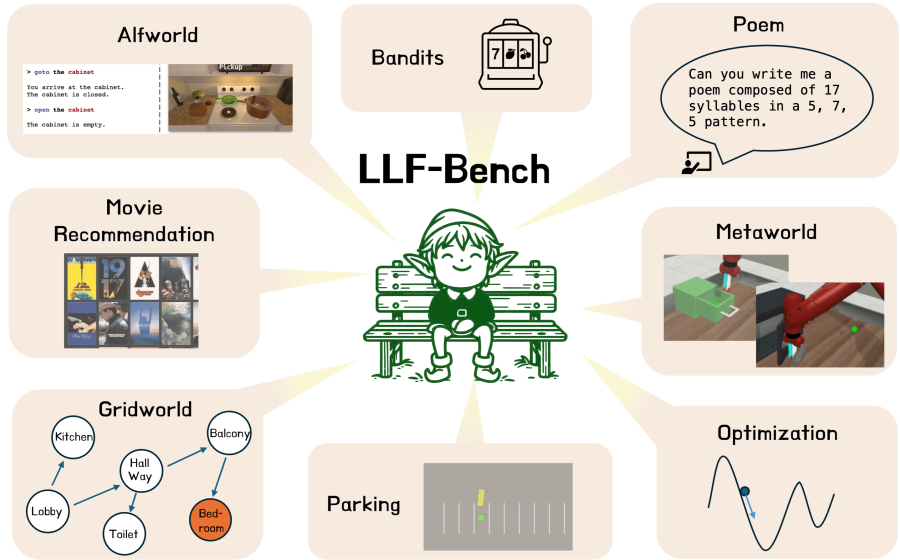 Alfworld
> goto the cabinet
You arrive at the cabinet.
The cabinet is closed.
> open the cabinet
The cabinet is empty.
Pickup
Bandits
7
Poem
Can you write me a
poem composed of 17
syllables in a 5, 7,
5 pattern.
LLF-Bench
Movie
Recommendation
19
17
12
Metaworld
Gridworld
Kitchen
Balcony
Hall
Way
Lobby
Toilet
Bed-
room
Parking
Optimization